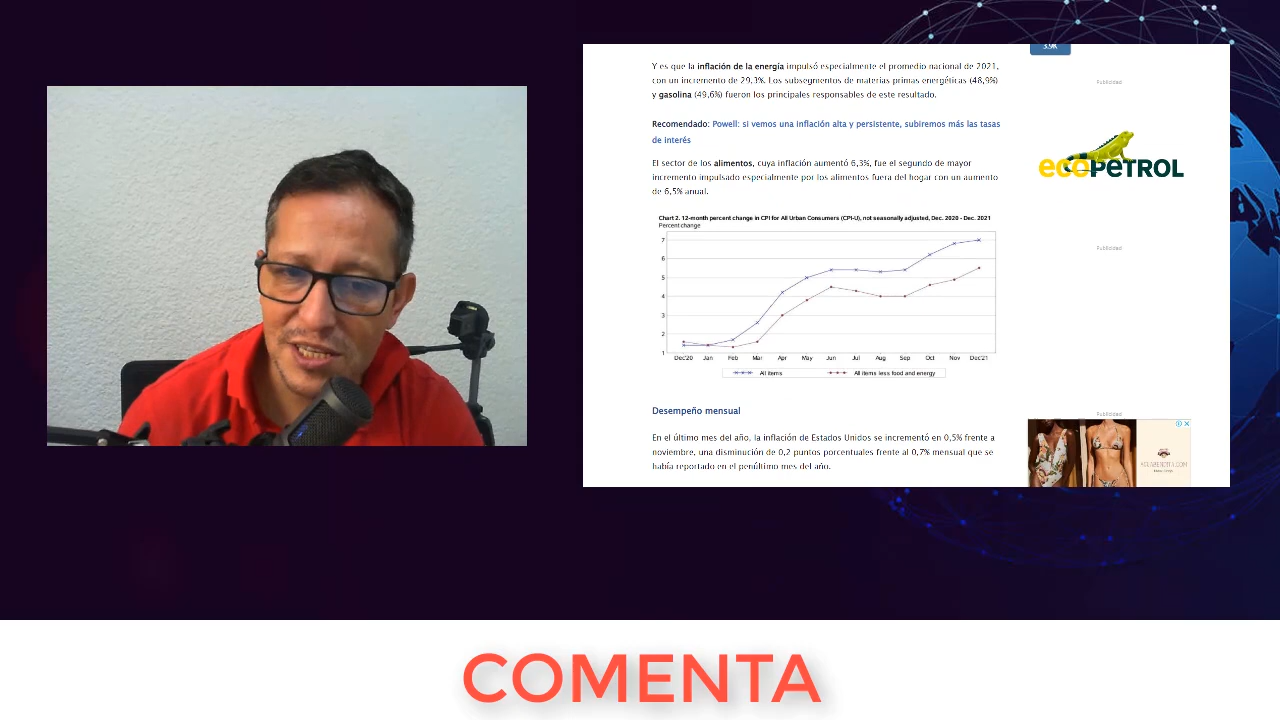 3.9K
Y es que la inflación de la energía impulsó especialmente el promedio nacional de 2021,
con un incremento de 29,3%. Los subsegmentos de materias primas energéticas (48,9%)
y gasolina (49,6%) fueron los principales responsables de este resultado.
Recomendado: Powell: si vemos una inflación alta y persistente, subiremos más las tasas
de interés
El sector de los alimentos, cuya inflación aumentó 6,3%, fue el segundo de mayor
incremento impulsado especialmente por los alimentos fuera del hogar con un aumento
de 6,5% anual.
Chart 2. 12-month percent change in CPI for All Urban Consumers (CPI-U), not seasonally adjusted, Dec. 2020 - Dec. 2021
Percent change
7
6
5
4
3
2
1
Dec'20 Jan Feb Mar Apr May Jun Jul Aug Sep Oct Nov Dec'21
All items All items less food and energy
Desempeño mensual
En el último mes del año, la inflación de Estados Unidos se incrementó en 0,5% frente a
noviembre, una disminución de 0,2 puntos porcentuales frente al 0,7% mensual que se
había reportado en el penúltimo mes del año.
Publicidad
ecoPETROL
Publicidad
Publicidad
COMENTA